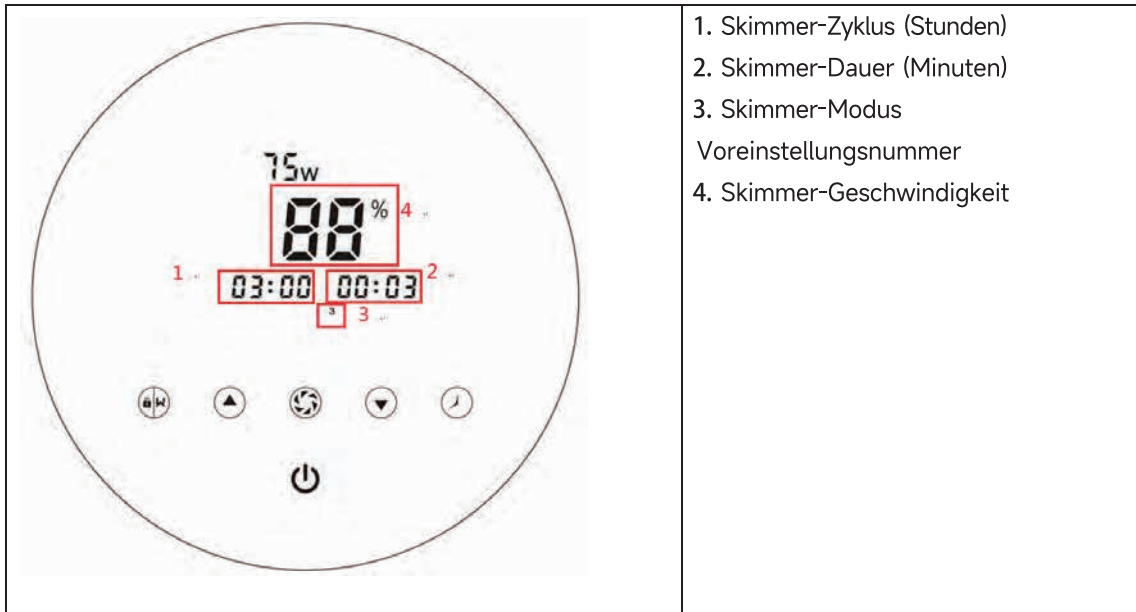 75w
88% 4
1 03:00 00:03 2
3 3
W
1. Skimmer-Zyklus (Stunden)
2. Skimmer-Dauer (Minuten)
3. Skimmer-Modus
Voreinstellungsnummer
4. Skimmer-Geschwindigkeit